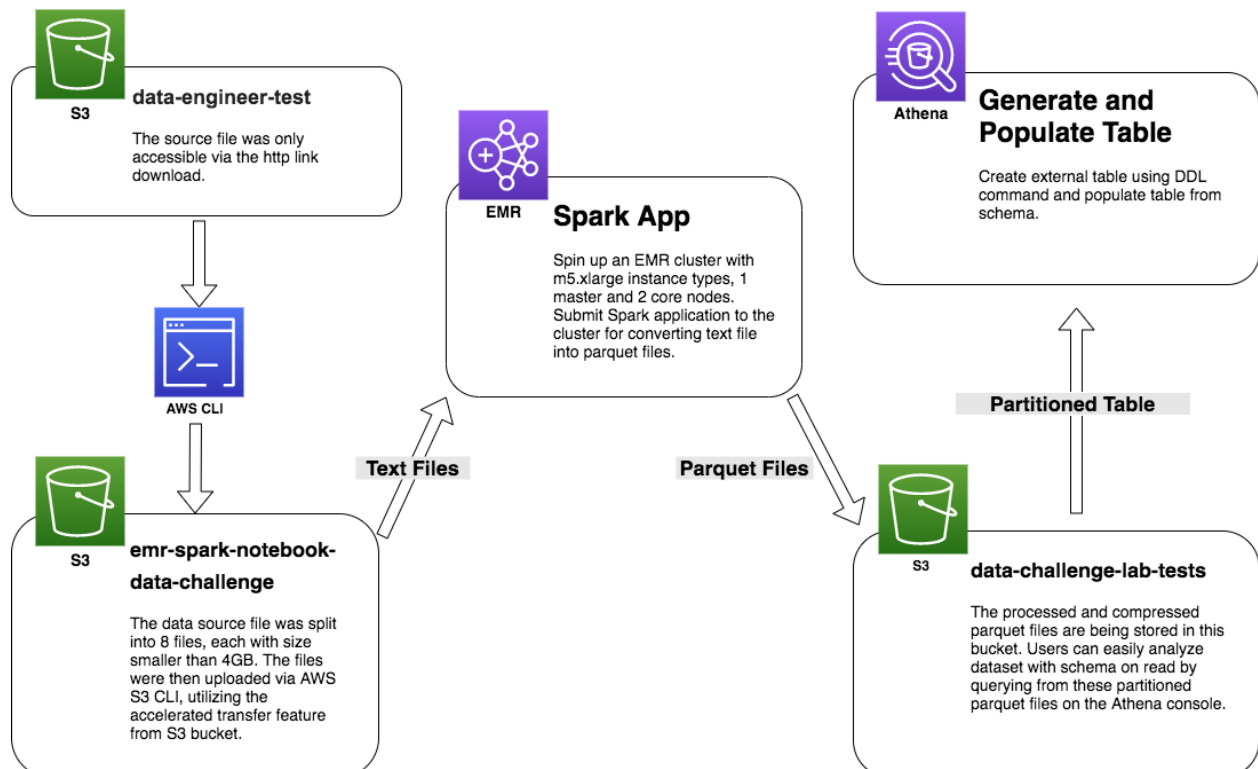 S3
data-engineer-test
The source file was only
accessible via the http link
download.
AWS CLI
S3
emr-spark-notebook-
data-challenge
The data source file was split
into 8 files, each with size
smaller than 4GB. The files
were then uploaded via AWS
S3 CLI, utilizing the
accelerated transfer feature
from S3 bucket.
Text Files
EMR
Spark App
Spin up an EMR cluster with
m5.xlarge instance types, 1
master and 2 core nodes.
Submit Spark application to the
cluster for converting text file
into parquet files.
Parquet Files
S3
data-challenge-lab-tests
The processed and compressed
parquet files are being stored in this
bucket. Users can easily analyze
dataset with schema on read by
querying from these partitioned
parquet files on the Athena console.
Partitioned Table
Athena
Generate and
Populate Table
Create external table using DDL
command and populate table from
schema.